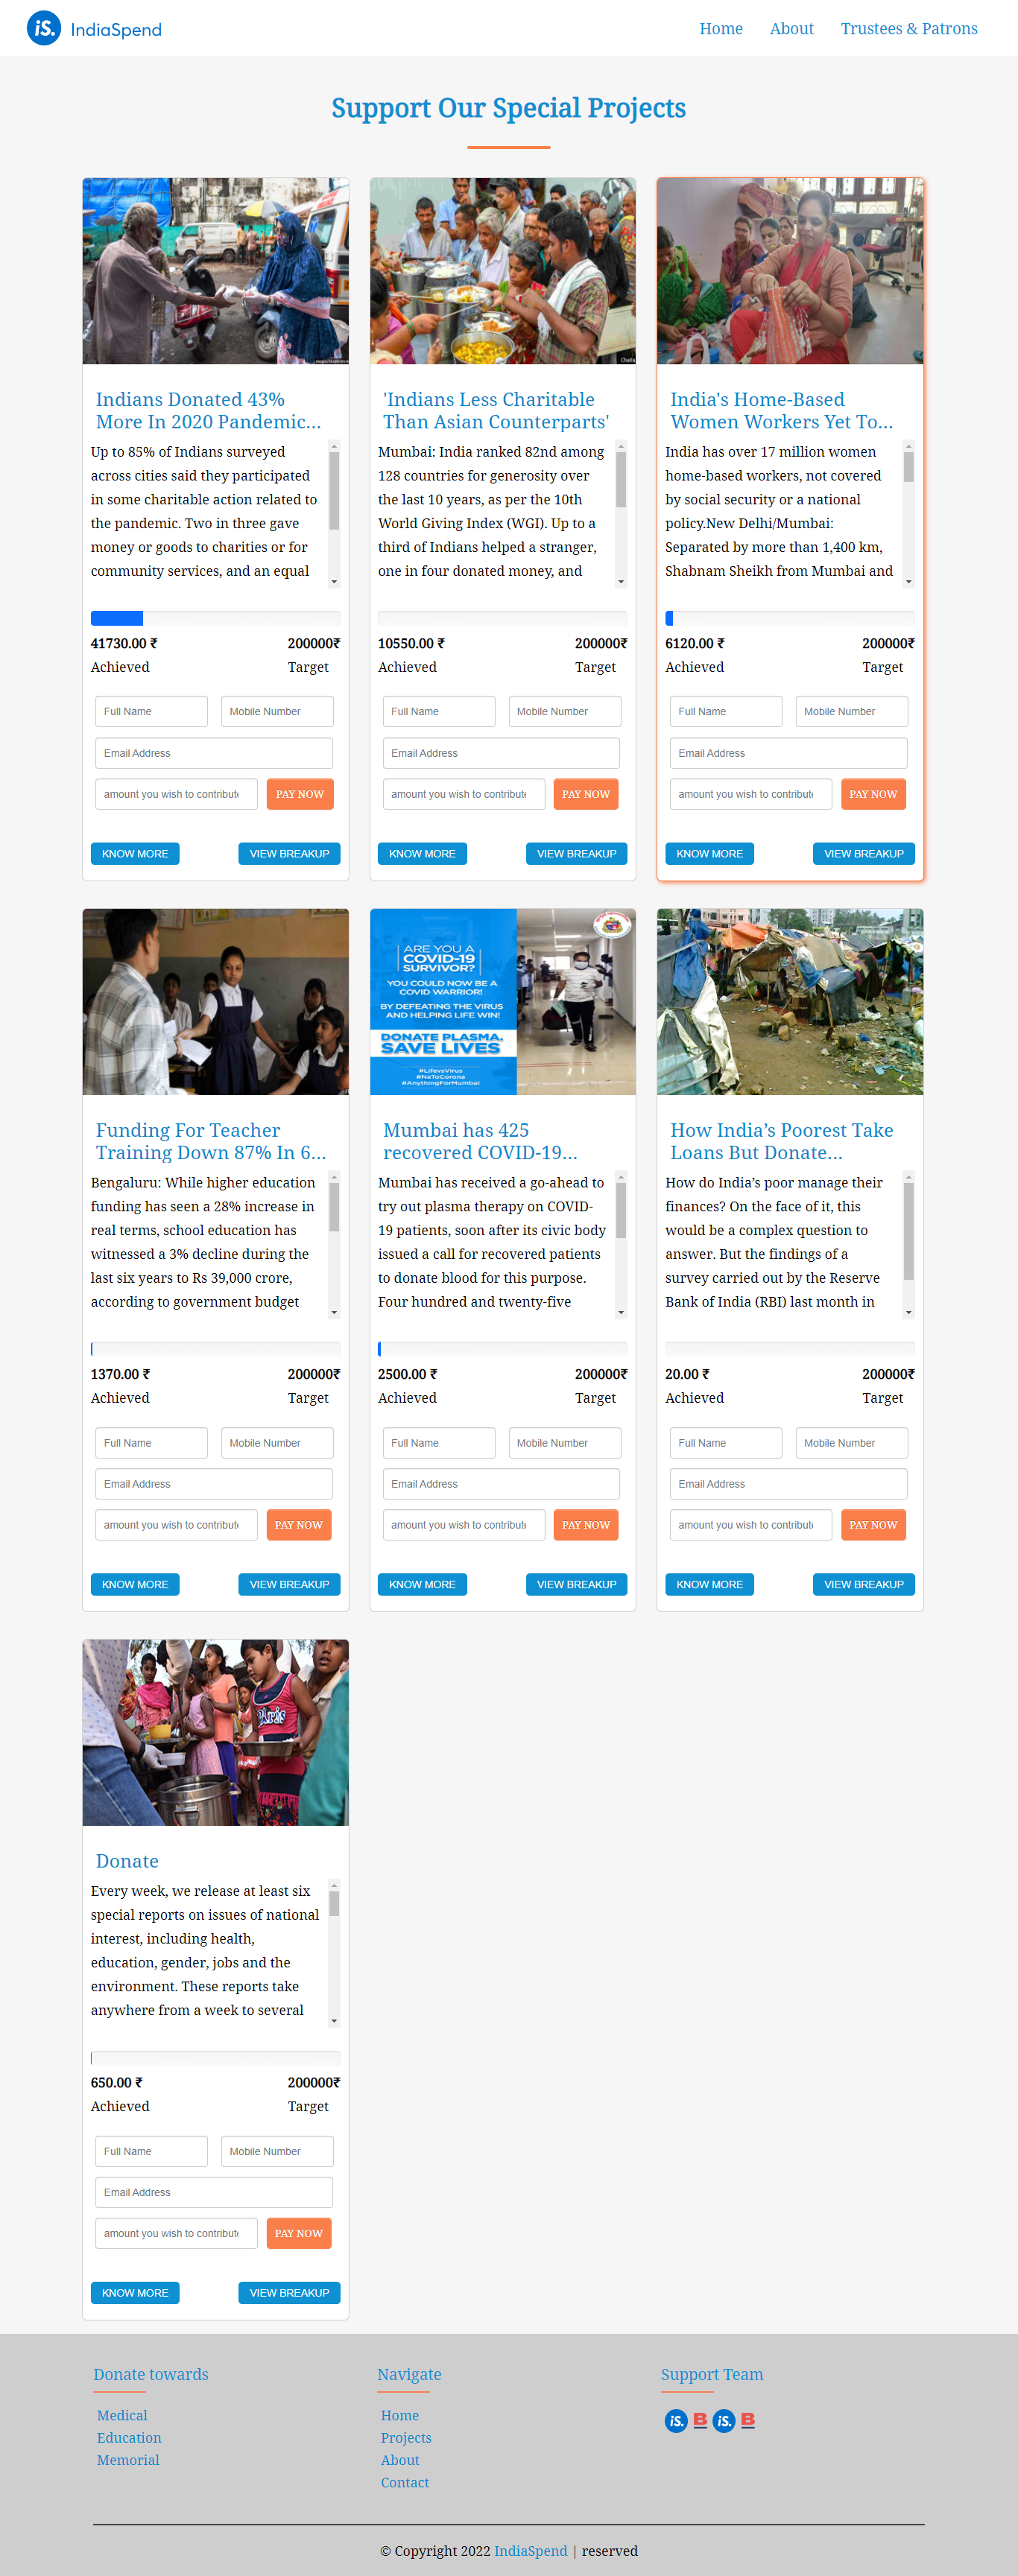 iS. IndiaSpend
Home About Trustees & Patrons
Support Our Special Projects
Indians Donated 43%
More In 2020 Pandemic...
Up to 85% of Indians surveyed
across cities said they participated
in some charitable action related to
the pandemic. Two in three gave
money or goods to charities or for
community services, and an equal
41730.00 ₹ 200000₹
Achieved Target
Full Name Mobile Number
Email Address
amount you wish to contribute PAY NOW
KNOW MORE VIEW BREAKUP
'Indians Less Charitable
Than Asian Counterparts'
Mumbai: India ranked 82nd among
128 countries for generosity over
the last 10 years, as per the 10th
World Giving Index (WGI). Up to a
third of Indians helped a stranger,
one in four donated money, and
10550.00 ₹ 200000₹
Achieved Target
Full Name Mobile Number
Email Address
amount you wish to contribute PAY NOW
KNOW MORE VIEW BREAKUP
India's Home-Based
Women Workers Yet To...
India has over 17 million women
home-based workers, not covered
by social security or a national
policy.New Delhi/Mumbai:
Separated by more than 1,400 km,
Shabnam Sheikh from Mumbai and
6120.00 ₹ 200000₹
Achieved Target
Full Name Mobile Number
Email Address
amount you wish to contribute PAY NOW
KNOW MORE VIEW BREAKUP
Funding For Teacher
Training Down 87% In 6...
Bengaluru: While higher education
funding has seen a 28% increase in
real terms, school education has
witnessed a 3% decline during the
last six years to Rs 39,000 crore,
according to government budget
1370.00 ₹ 200000₹
Achieved Target
Full Name Mobile Number
Email Address
amount you wish to contribute PAY NOW
KNOW MORE VIEW BREAKUP
ARE YOU A
COVID-19
SURVIVOR?
YOU COULD NOW BE A
COVID WARRIOR!
BY DEFEATING THE VIRUS
AND HELPING LIFE WIN!
DONATE PLASMA.
SAVE LIVES
#LifevsVirus
#NaToCorona
#AnythingForMumbai
Mumbai has 425
recovered COVID-19...
Mumbai has received a go-ahead to
try out plasma therapy on COVID-
19 patients, soon after its civic body
issued a call for recovered patients
to donate blood for this purpose.
Four hundred and twenty-five
2500.00 ₹ 200000₹
Achieved Target
Full Name Mobile Number
Email Address
amount you wish to contribute PAY NOW
KNOW MORE VIEW BREAKUP
How India’s Poorest Take
Loans But Donate...
How do India’s poor manage their
finances? On the face of it, this
would be a complex question to
answer. But the findings of a
survey carried out by the Reserve
Bank of India (RBI) last month in
20.00 ₹ 200000₹
Achieved Target
Full Name Mobile Number
Email Address
amount you wish to contribute PAY NOW
KNOW MORE VIEW BREAKUP
Paris
Donate
Every week, we release at least six
special reports on issues of national
interest, including health,
education, gender, jobs and the
environment. These reports take
anywhere from a week to several
650.00 ₹ 200000₹
Achieved Target
Full Name Mobile Number
Email Address
amount you wish to contribute PAY NOW
KNOW MORE VIEW BREAKUP
Donate towards
Medical
Education
Memorial
Navigate
Home
Projects
About
Contact
Support Team
iS. B iS. B
© Copyright 2022 IndiaSpend | reserved